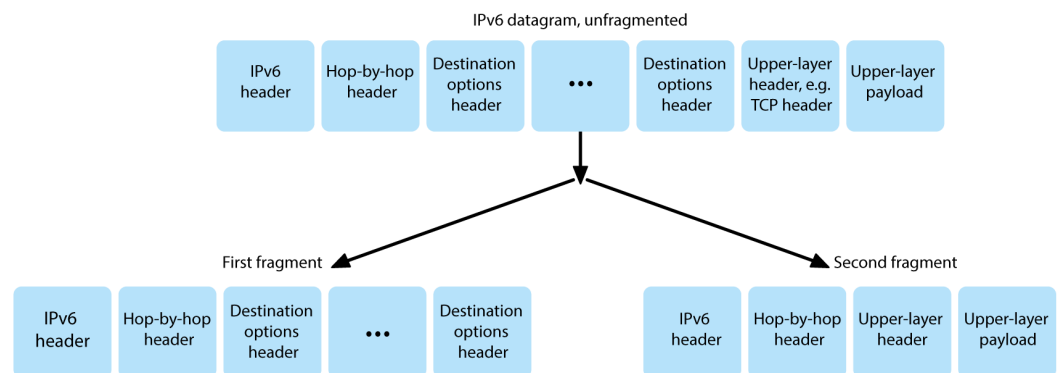 IPv6 datagram, unfragmented
IPv6
header
Hop-by-hop
header
Destination
options
header
...
Destination
options
header
Upper-layer
header, e.g.
TCP header
Upper-layer
payload
First fragment
Second fragment
IPv6
header
Hop-by-hop
header
Destination
options
header
...
Destination
options
header
IPv6
header
Hop-by-hop
header
Upper-layer
header
Upper-layer
payload